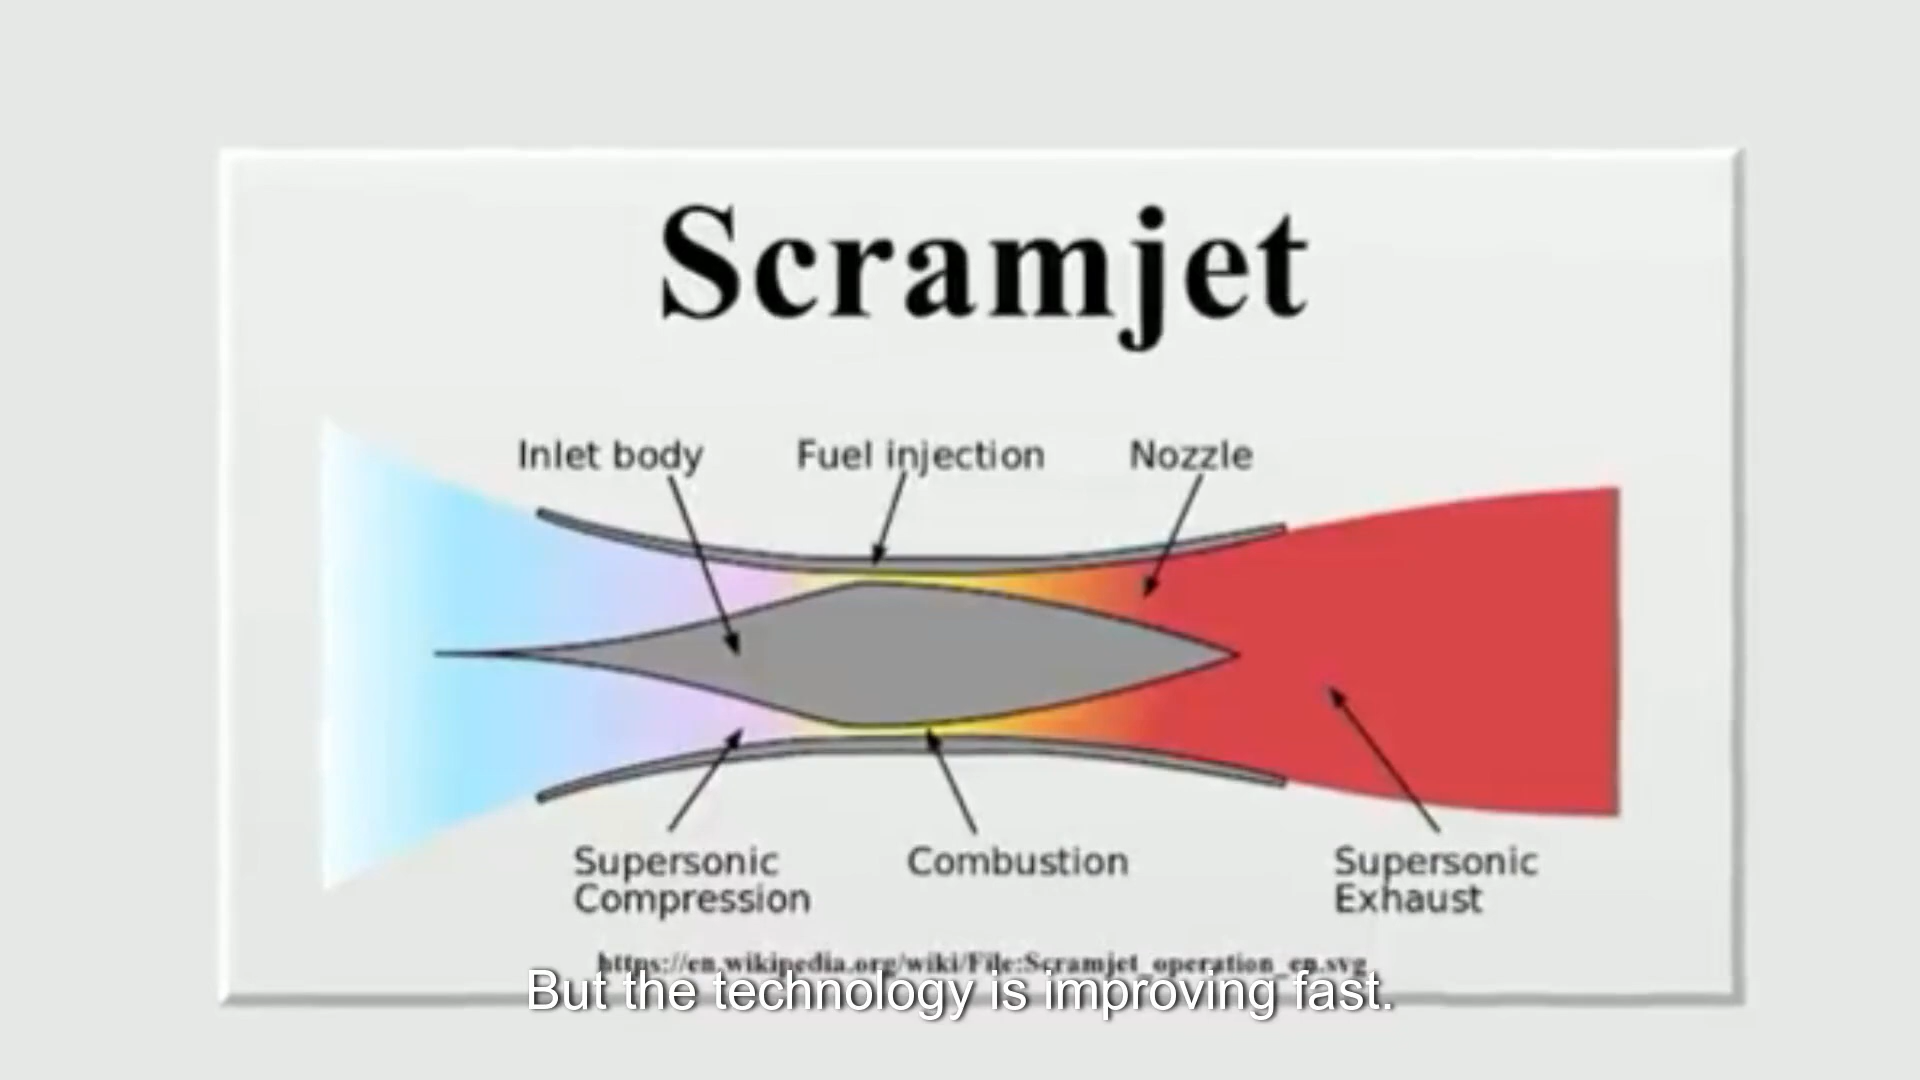 Scramjet
Inlet body
Fuel injection
Nozzle
Supersonic
Compression
Combustion
Supersonic
Exhaust
https://en.wikipedia.org/wiki/File:Scramjet_operation_en.svg
But the technology is improving fast.